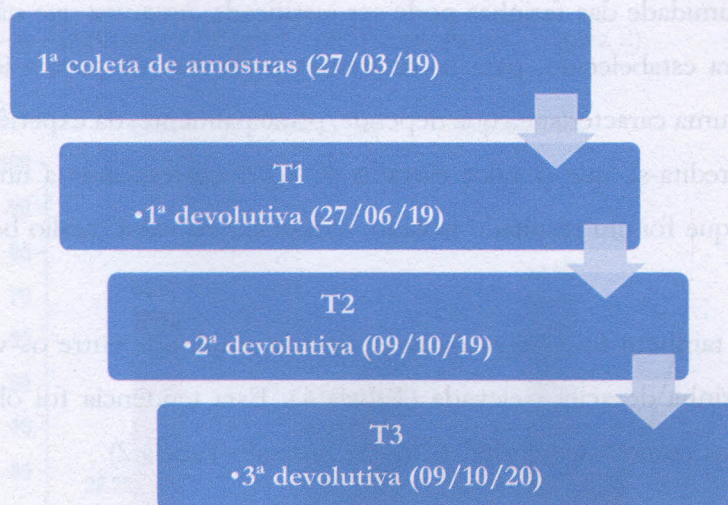 1ª coleta de amostras (27/03/19)
T1
•1ª devolutiva (27/06/19)
T2
•2ª devolutiva (09/10/19)
T3
•3ª devolutiva (09/10/20)